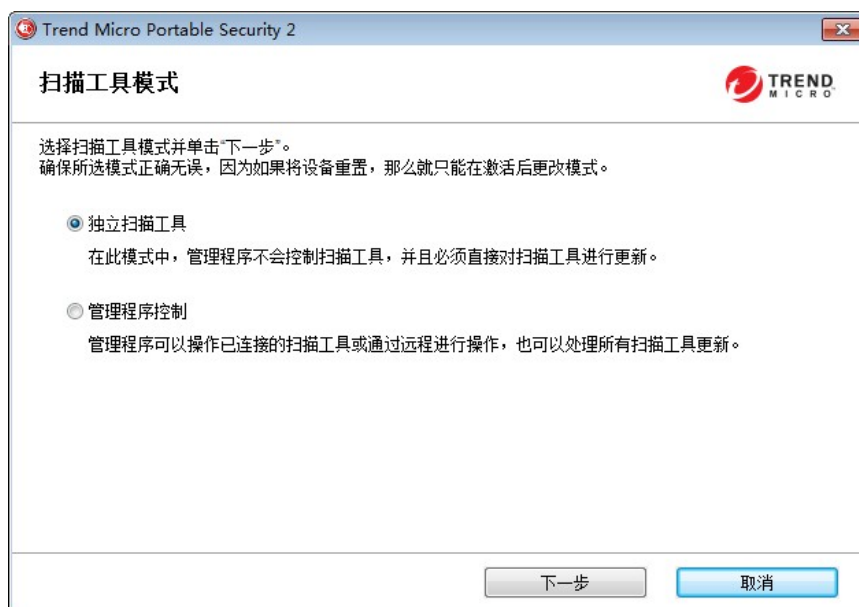 Trend Micro Portable Security 2
扫描工具模式
TREND
MICRO
选择扫描工具模式并单击“下一步”。
确保所选模式正确无误，因为如果将设备重置，那么就只能在激活后更改模式。
独立扫描工具
在此模式中，管理程序不会控制扫描工具，并且必须直接对扫描工具进行更新。
管理程序控制
管理程序可以操作已连接的扫描工具或通过远程进行操作，也可以处理所有扫描工具更新。
下一步
取消